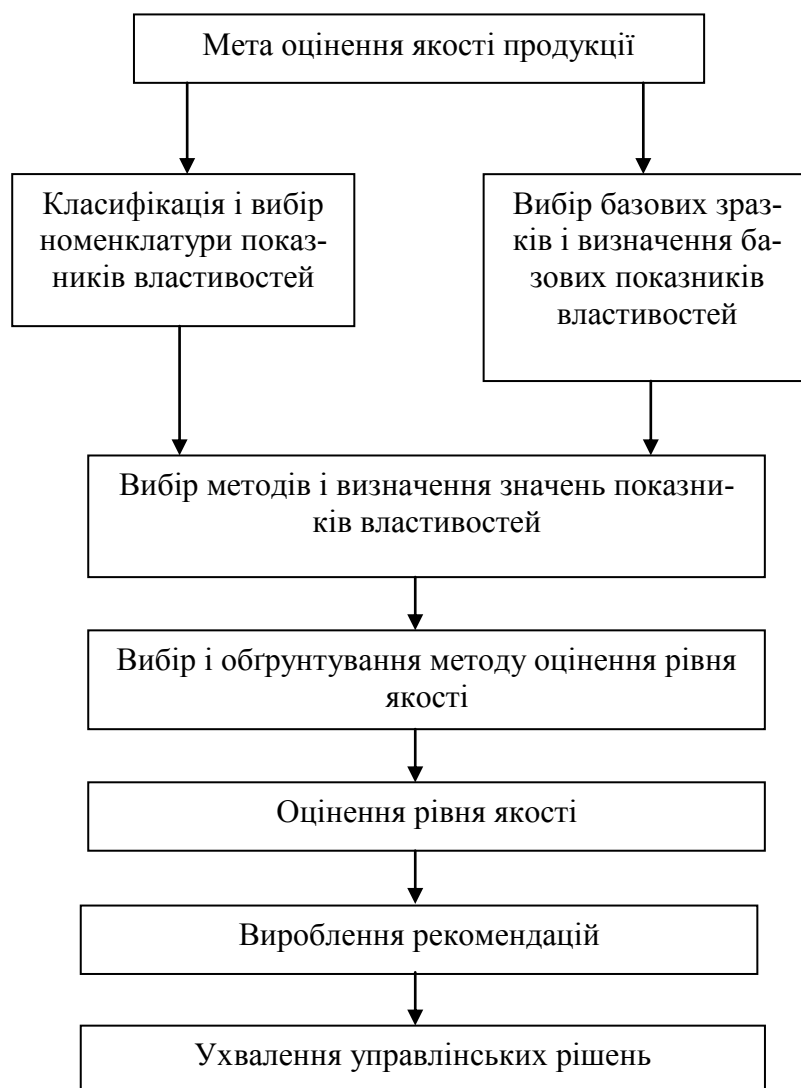 Мета оцінення якості продукції
Класифікація і вибір
номенклатури показ-
ників властивостей
Вибір базових зраз-
ків і визначення ба-
зових показників
властивостей
Вибір методів і визначення значень показни-
ків властивостей
Вибір і обґрунтування методу оцінення рівня
якості
Оцінення рівня якості
Вироблення рекомендацій
Ухвалення управлінських рішень